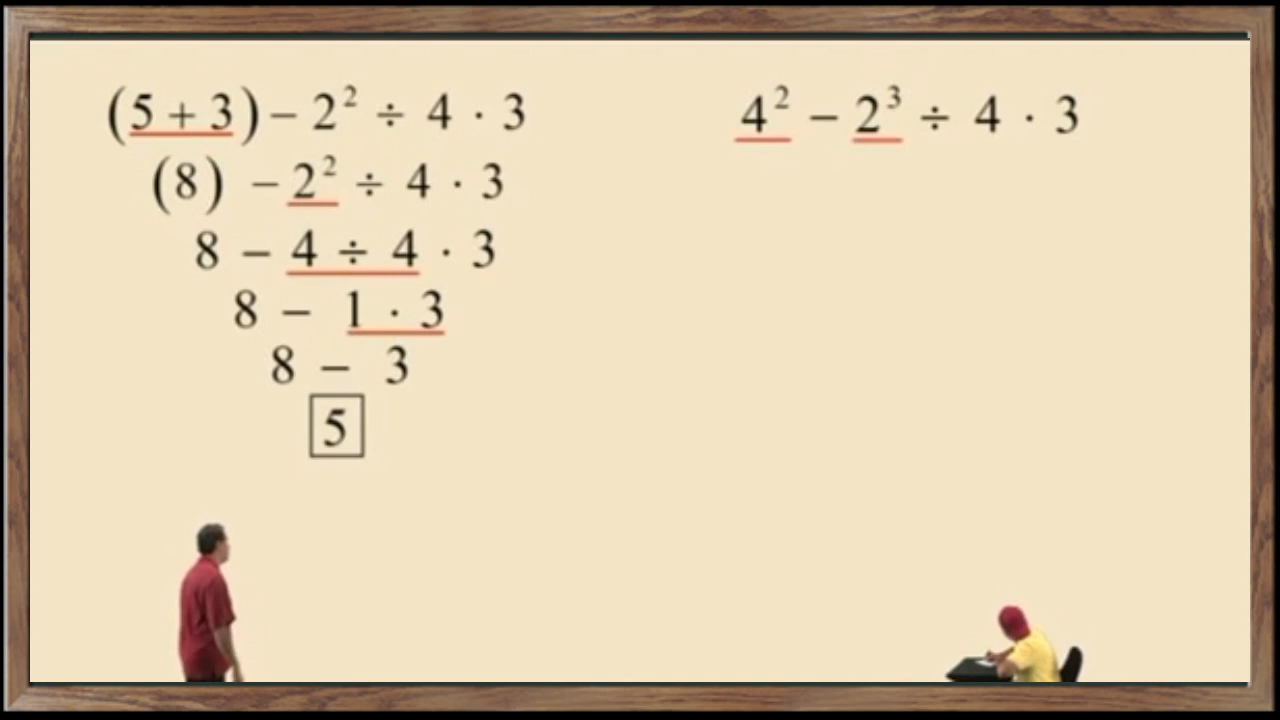 (5 + 3) − 2² ÷ 4 · 3
(8) − 2² ÷ 4 · 3
8 − 4 ÷ 4 · 3
8 − 1 · 3
8 − 3
5
4² − 2³ ÷ 4 · 3